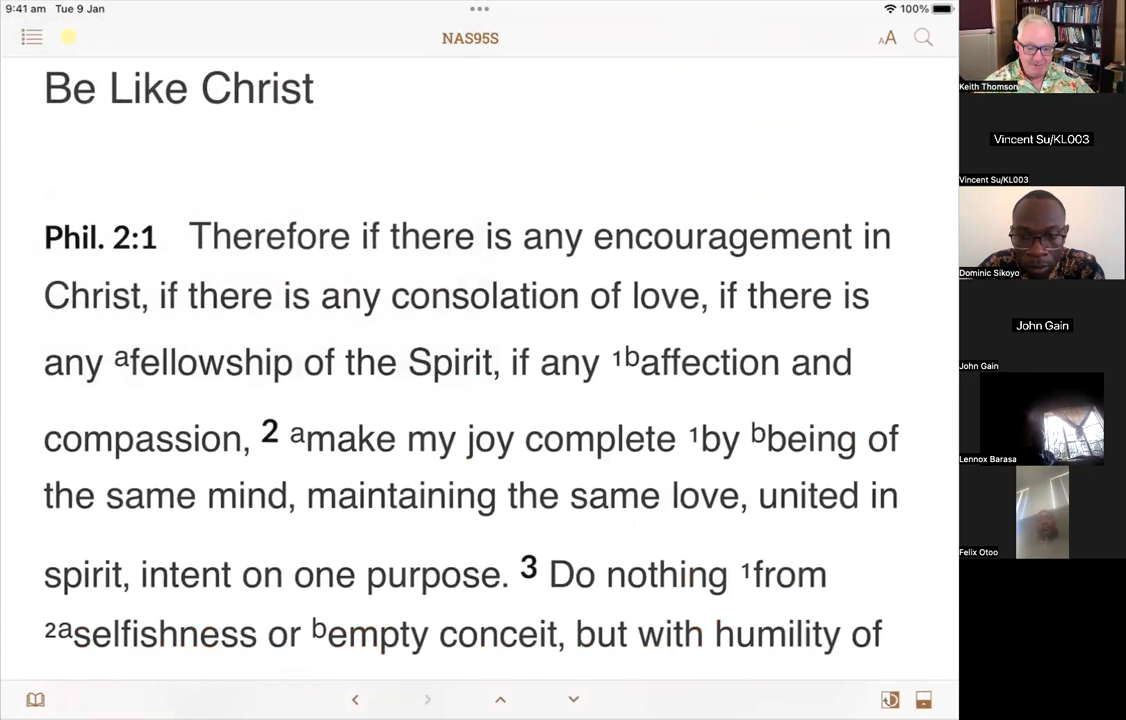 9:41 am Tue 9 Jan
100%
NAS95S
AA
Be Like Christ
Phil. 2:1 Therefore if there is any encouragement in
Christ, if there is any consolation of love, if there is
any afellowship of the Spirit, if any 1baffection and
compassion, 2 amake my joy complete 1by bbeing of
the same mind, maintaining the same love, united in
spirit, intent on one purpose. 3 Do nothing 1from
2aselfishness or bempty conceit, but with humility of
Keith Thomson
Vincent Su/KL003
Vincent Su/KL003
Dominic Sikoyo
John Gain
John Gain
Lennox Barasa
Felix Otoo